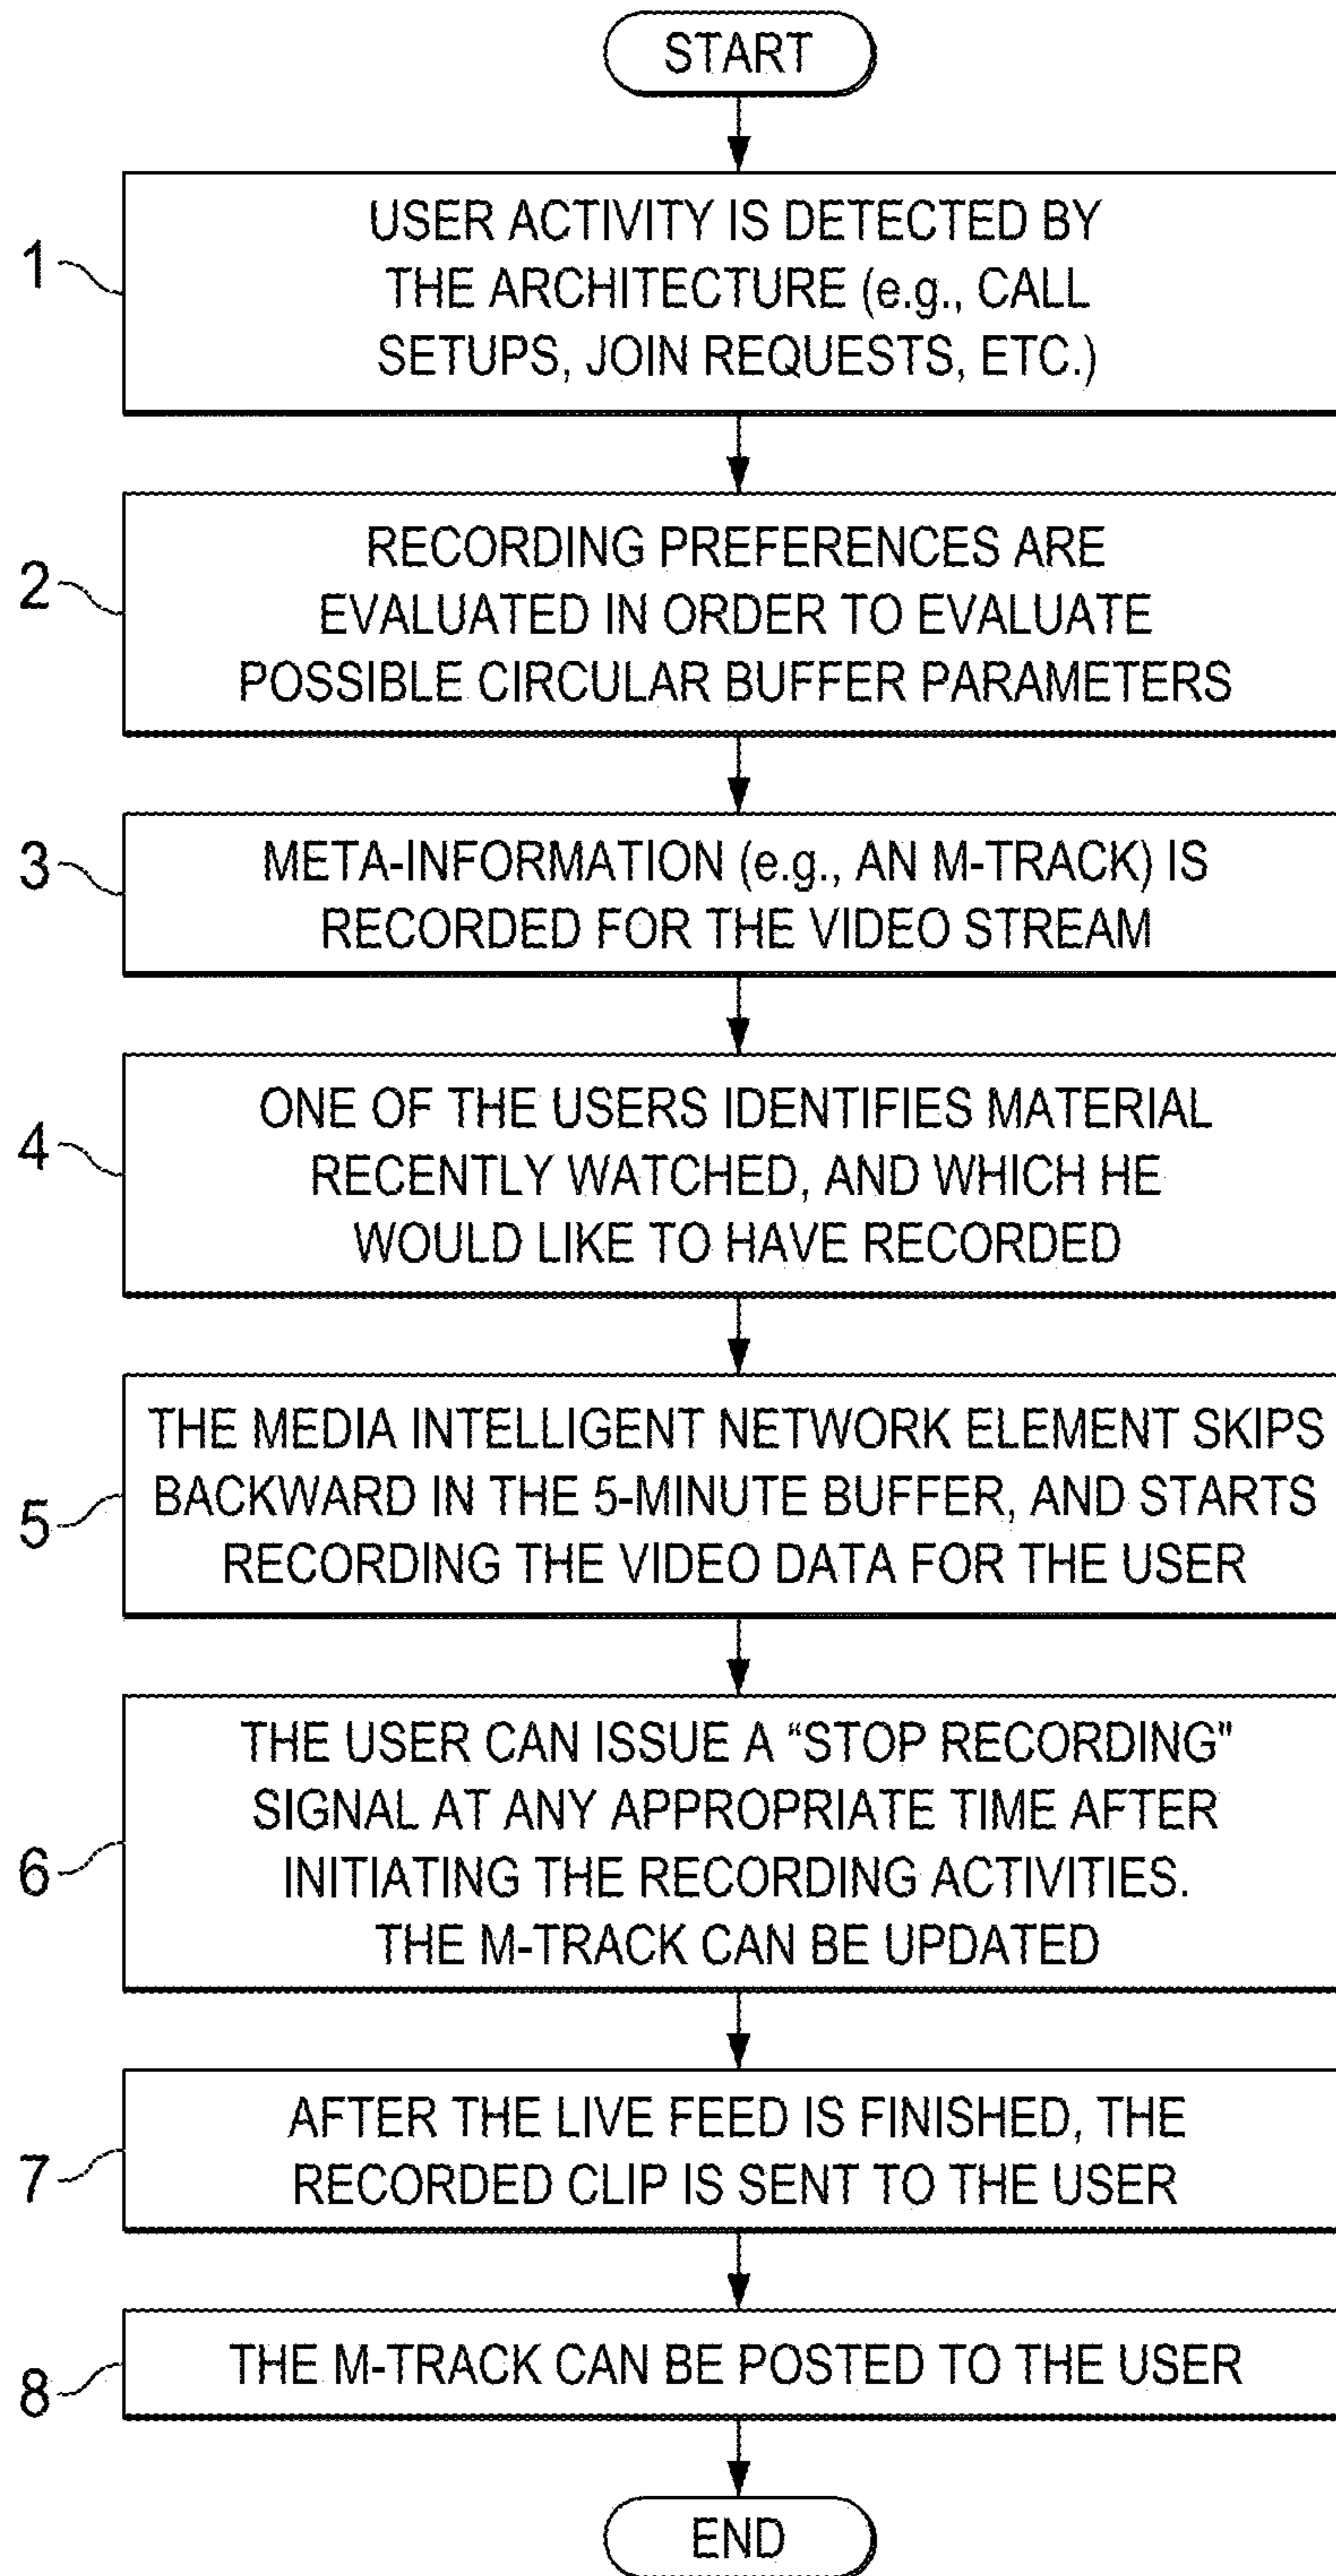 START
1
USER ACTIVITY IS DETECTED BY
THE ARCHITECTURE (e.g., CALL
SETUPS, JOIN REQUESTS, ETC.)
2
RECORDING PREFERENCES ARE
EVALUATED IN ORDER TO EVALUATE
POSSIBLE CIRCULAR BUFFER PARAMETERS
3
META-INFORMATION (e.g., AN M-TRACK) IS
RECORDED FOR THE VIDEO STREAM
4
ONE OF THE USERS IDENTIFIES MATERIAL
RECENTLY WATCHED, AND WHICH HE
WOULD LIKE TO HAVE RECORDED
5
THE MEDIA INTELLIGENT NETWORK ELEMENT SKIPS
BACKWARD IN THE 5-MINUTE BUFFER, AND STARTS
RECORDING THE VIDEO DATA FOR THE USER
6
THE USER CAN ISSUE A “STOP RECORDING"
SIGNAL AT ANY APPROPRIATE TIME AFTER
INITIATING THE RECORDING ACTIVITIES.
THE M-TRACK CAN BE UPDATED
7
AFTER THE LIVE FEED IS FINISHED, THE
RECORDED CLIP IS SENT TO THE USER
8
THE M-TRACK CAN BE POSTED TO THE USER
END